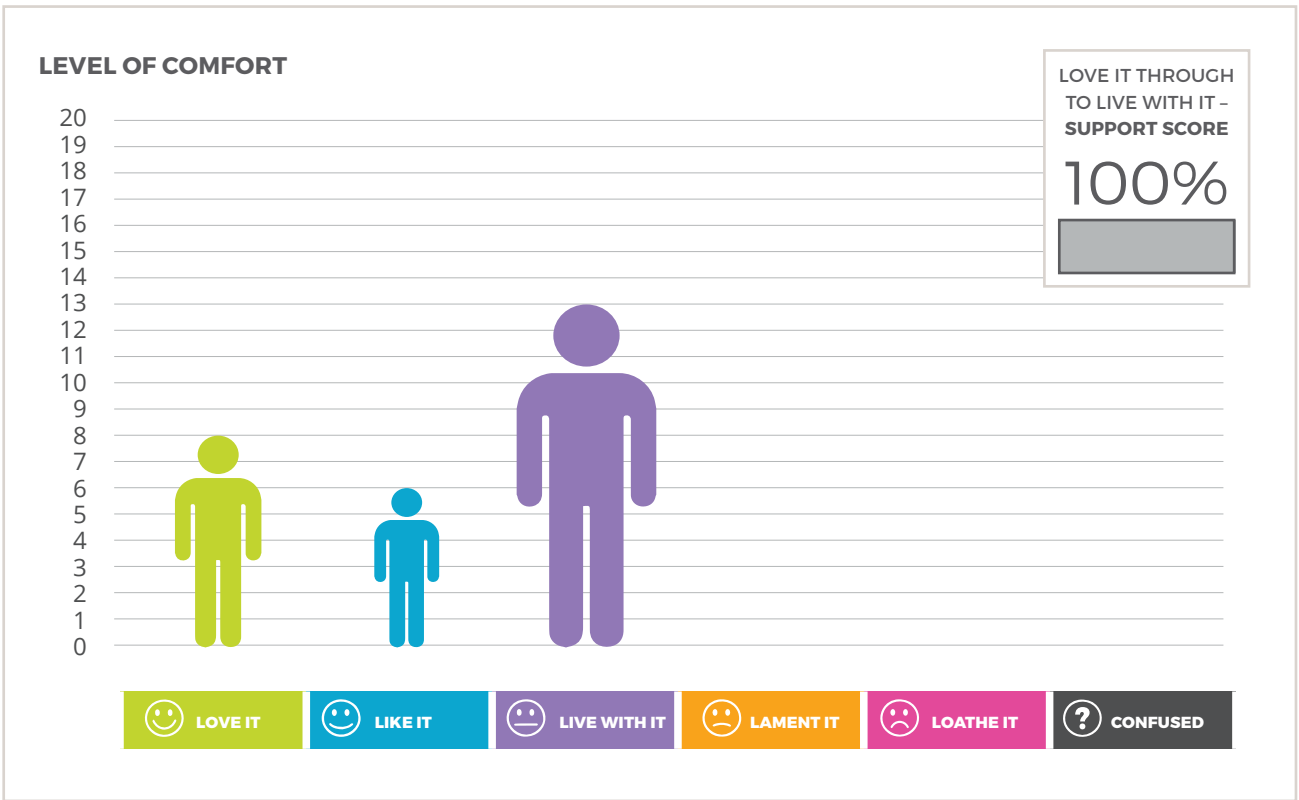 LEVEL OF COMFORT
LOVE IT THROUGH
TO LIVE WITH IT –
SUPPORT SCORE
100%
20
19
18
17
16
15
14
13
12
11
10
9
8
7
6
5
4
3
2
1
0
LOVE IT
LIKE IT
LIVE WITH IT
LAMENT IT
LOATHE IT
? CONFUSED